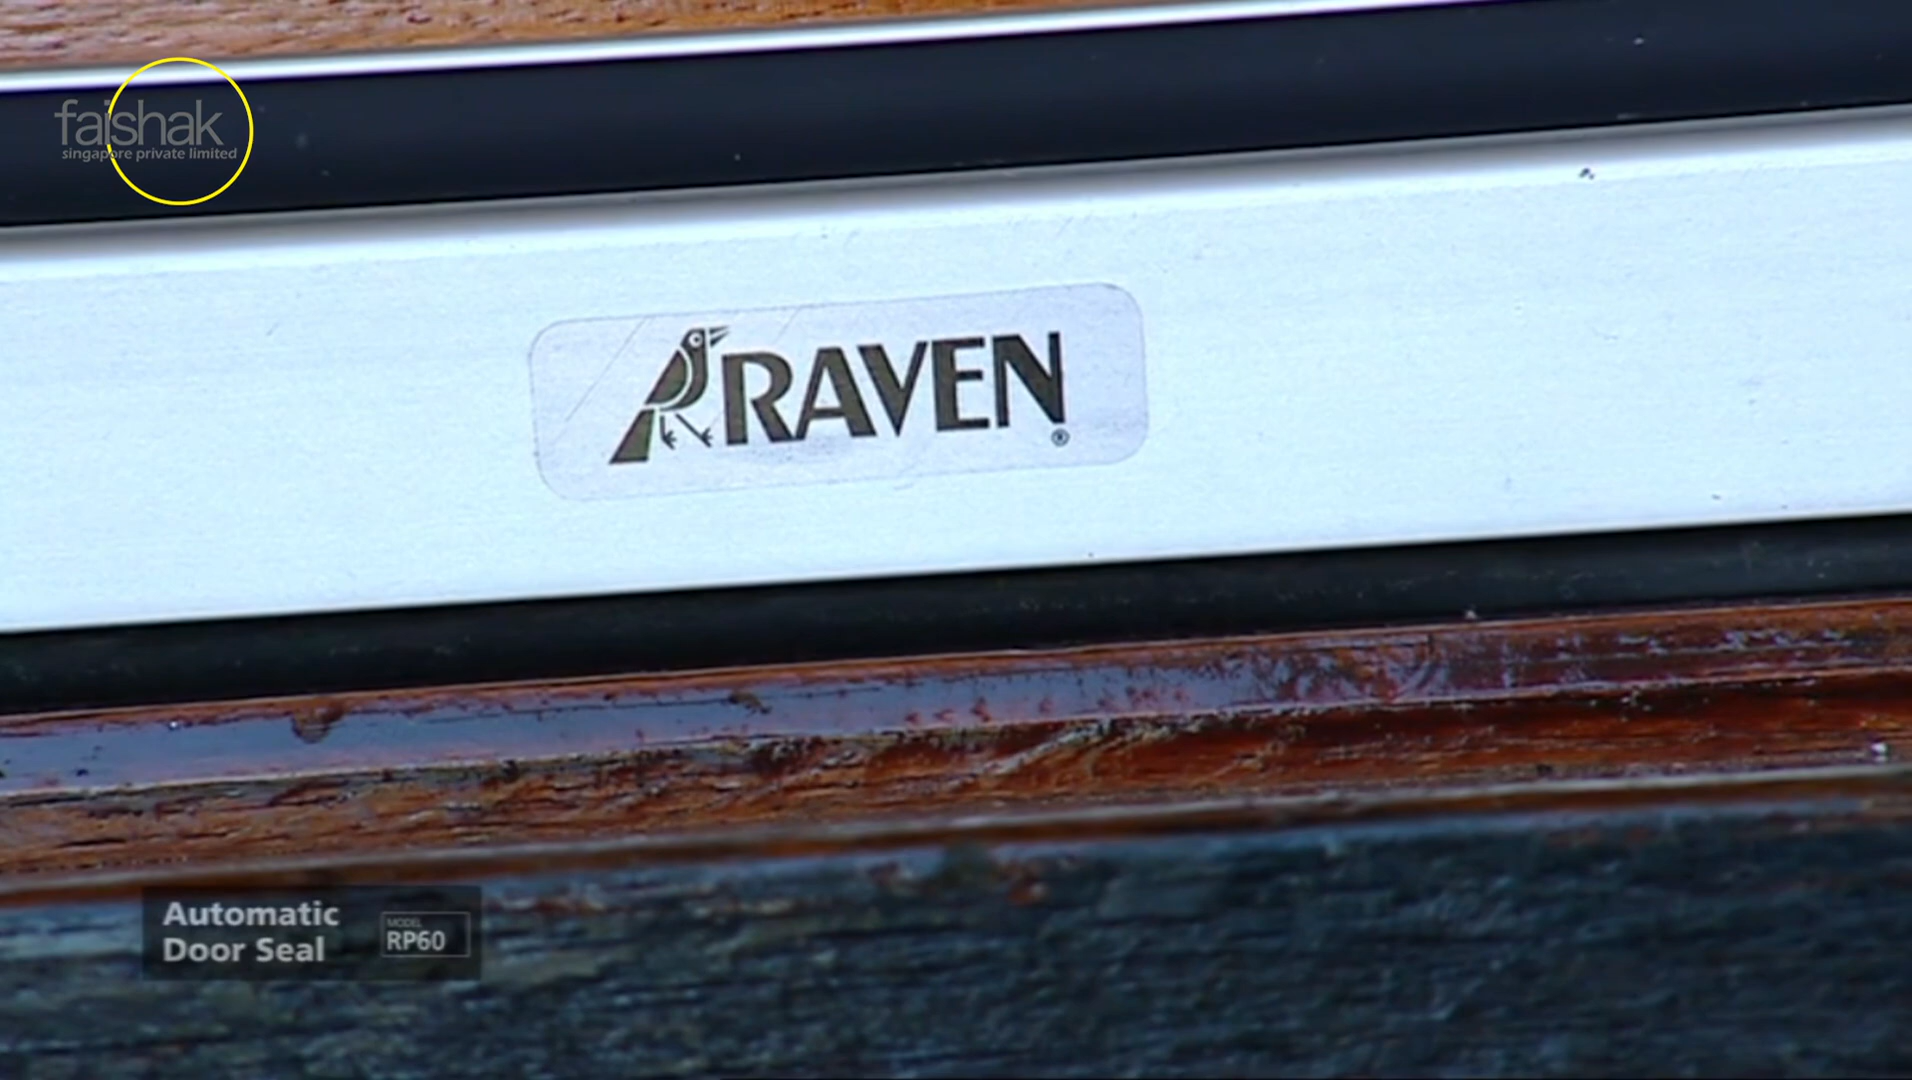 faishak
singapore private limited
RAVEN
®
Automatic
Door Seal
MODEL
RP60